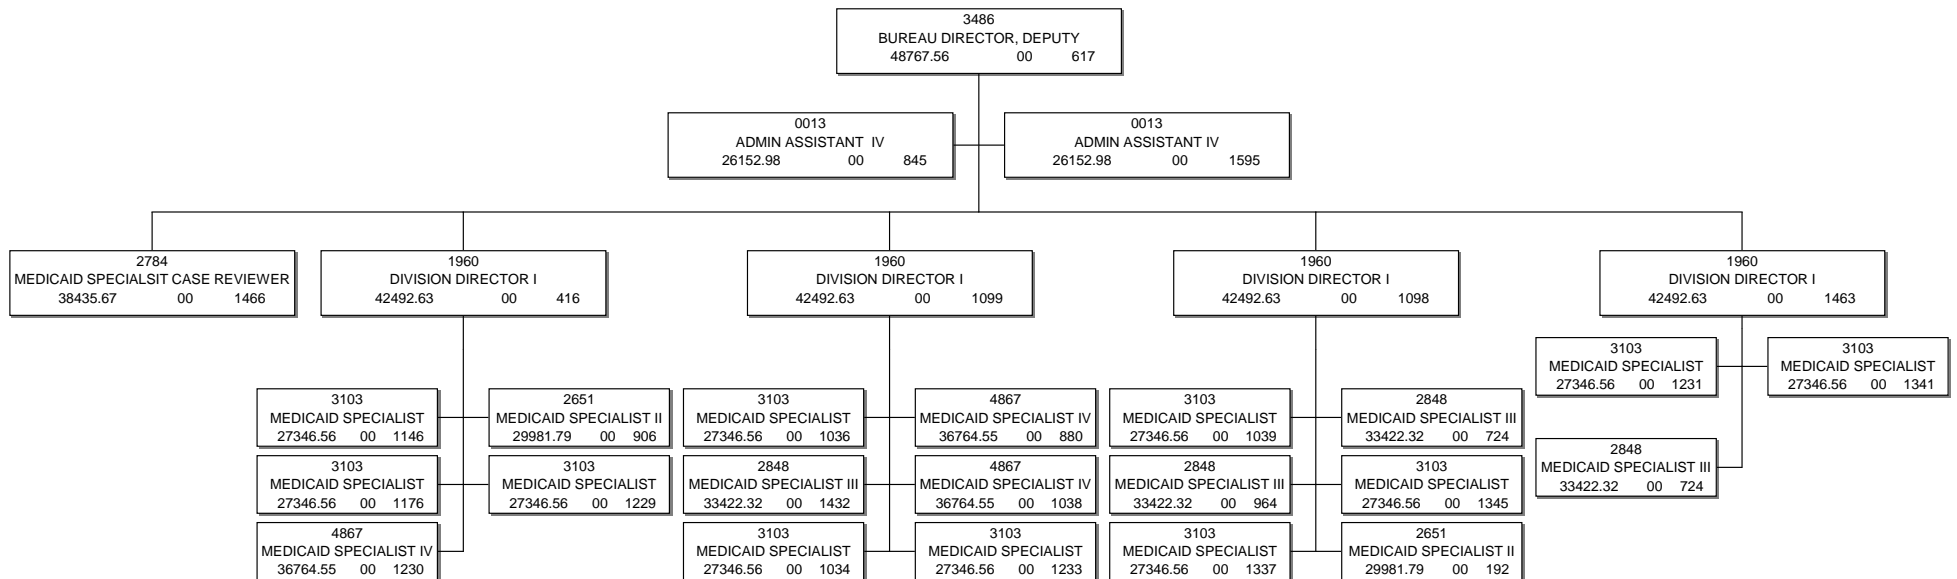 3486
BUREAU DIRECTOR, DEPUTY
48767.56 00 617
0013
ADMIN ASSISTANT IV
26152.98 00 845
0013
ADMIN ASSISTANT IV
26152.98 00 1595
2784
MEDICAID SPECIALSIT CASE REVIEWER
38435.67 00 1466
1960
DIVISION DIRECTOR I
42492.63 00 416
1960
DIVISION DIRECTOR I
42492.63 00 1099
1960
DIVISION DIRECTOR I
42492.63 00 1098
1960
DIVISION DIRECTOR I
42492.63 00 1463
3103
MEDICAID SPECIALIST
27346.56 00 1146
2651
MEDICAID SPECIALIST II
29981.79 00 906
3103
MEDICAID SPECIALIST
27346.56 00 1176
3103
MEDICAID SPECIALIST
27346.56 00 1229
4867
MEDICAID SPECIALIST IV
36764.55 00 1230
3103
MEDICAID SPECIALIST
27346.56 00 1036
4867
MEDICAID SPECIALIST IV
36764.55 00 880
2848
MEDICAID SPECIALIST III
33422.32 00 1432
4867
MEDICAID SPECIALIST IV
36764.55 00 1038
3103
MEDICAID SPECIALIST
27346.56 00 1034
3103
MEDICAID SPECIALIST
27346.56 00 1233
3103
MEDICAID SPECIALIST
27346.56 00 1039
2848
MEDICAID SPECIALIST III
33422.32 00 724
2848
MEDICAID SPECIALIST III
33422.32 00 964
3103
MEDICAID SPECIALIST
27346.56 00 1345
3103
MEDICAID SPECIALIST
27346.56 00 1337
2651
MEDICAID SPECIALIST II
29981.79 00 192
3103
MEDICAID SPECIALIST
27346.56 00 1231
3103
MEDICAID SPECIALIST
27346.56 00 1341
2848
MEDICAID SPECIALIST III
33422.32 00 724